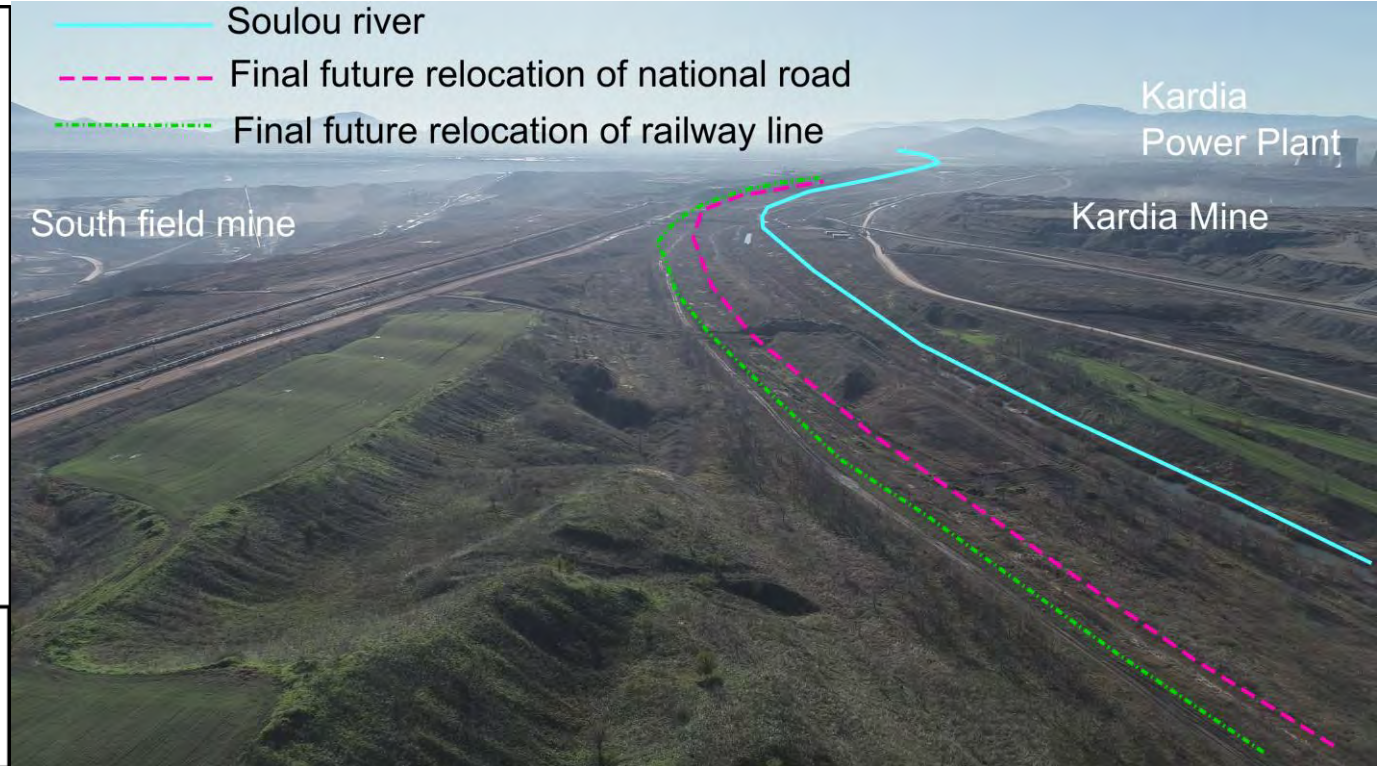 Soulou river
Final future relocation of national road
Final future relocation of railway line
Kardia
Power Plant
South field mine
Kardia Mine